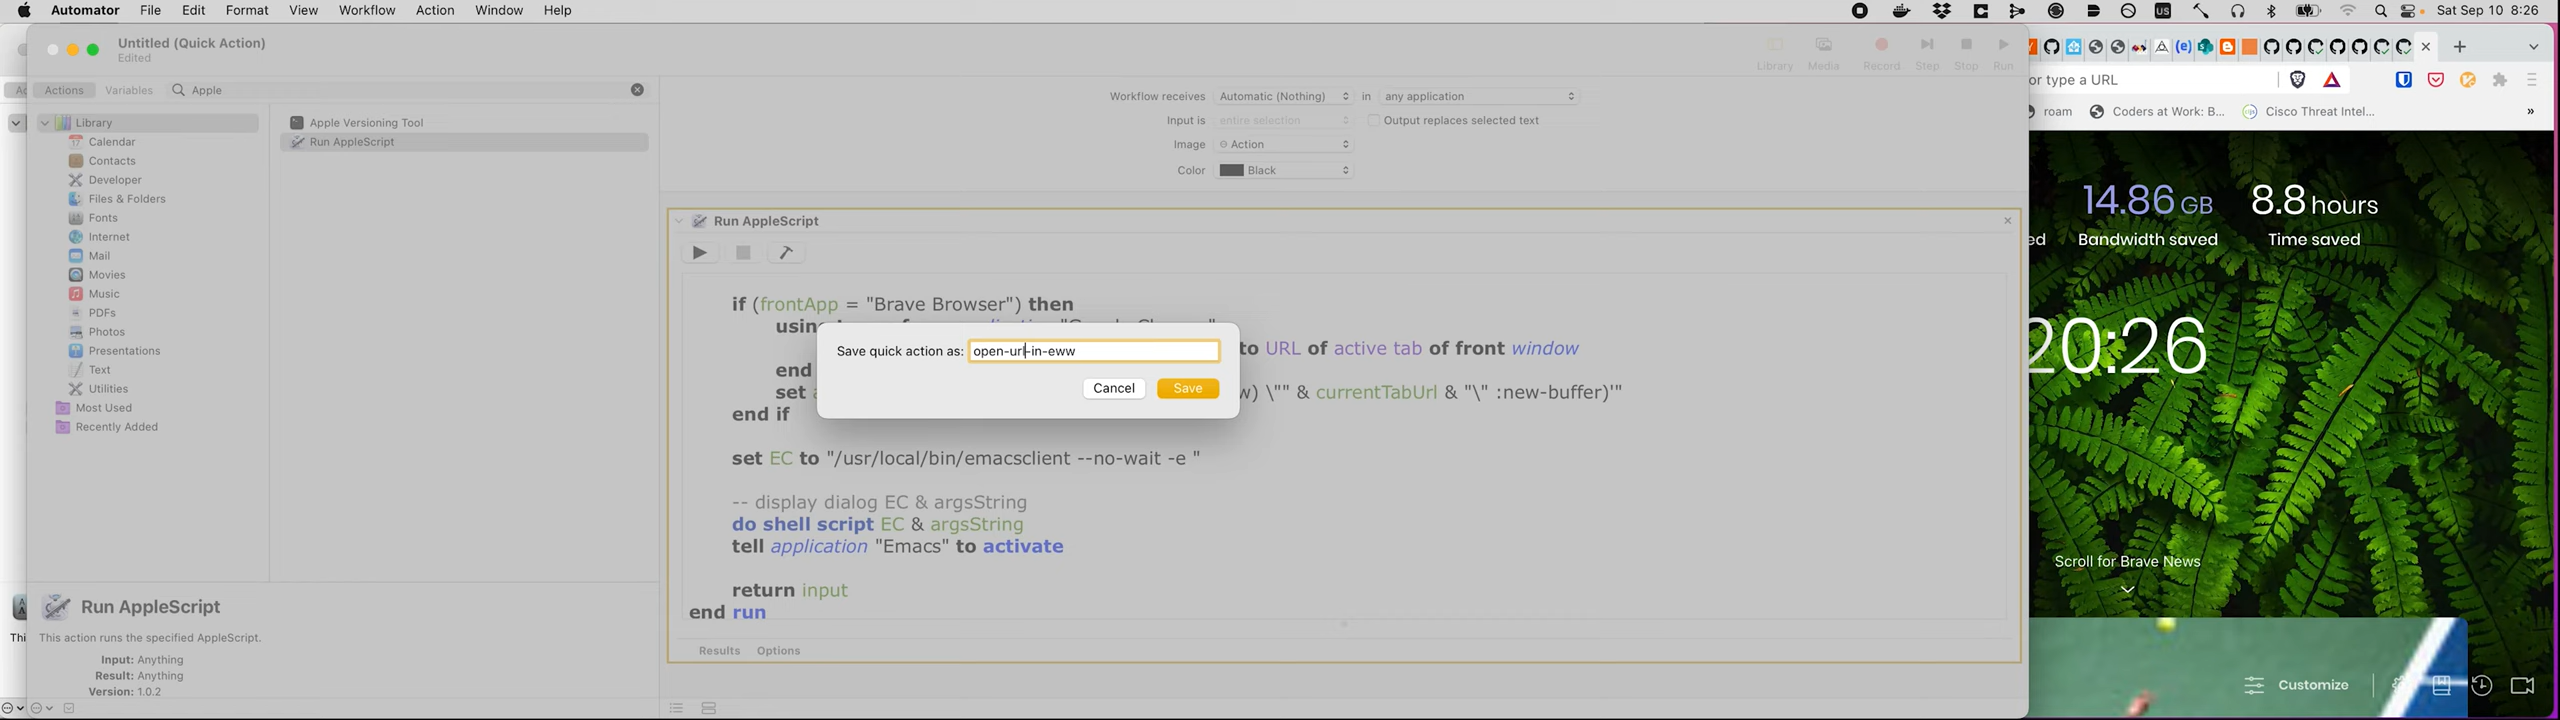 Automator File Edit Format View Workflow Action Window Help
US Sat Sep 10 8:26
Untitled (Quick Action)
Edited
Library Media Record Step Stop Run
Ac Actions Variables Apple
Library
Calendar
Contacts
Developer
Files & Folders
Fonts
Internet
Mail
Movies
Music
PDFs
Photos
Presentations
Text
Utilities
Most Used
Recently Added
Apple Versioning Tool
Run AppleScript
Workflow receives Automatic (Nothing) in any application
Input is entire selection Output replaces selected text
Image Action
Color Black
Run AppleScript
if (frontApp = "Brave Browser") then
to URL of active tab of front window
end
set w) \"" & currentTabUrl & "\" :new-buffer)'"
end if
set EC to "/usr/local/bin/emacsclient --no-wait -e "
-- display dialog EC & argsString
do shell script EC & argsString
tell application "Emacs" to activate
return input
end run
Results Options
Save quick action as: open-url-in-eww
Cancel Save
Run AppleScript
Thi This action runs the specified AppleScript.
Input: Anything
Result: Anything
Version: 1.0.2
or type a URL
roam Coders at Work: B... Cisco Threat Intel... »
14.86 GB 8.8 hours
ed Bandwidth saved Time saved
20:26
Scroll for Brave News
Customize